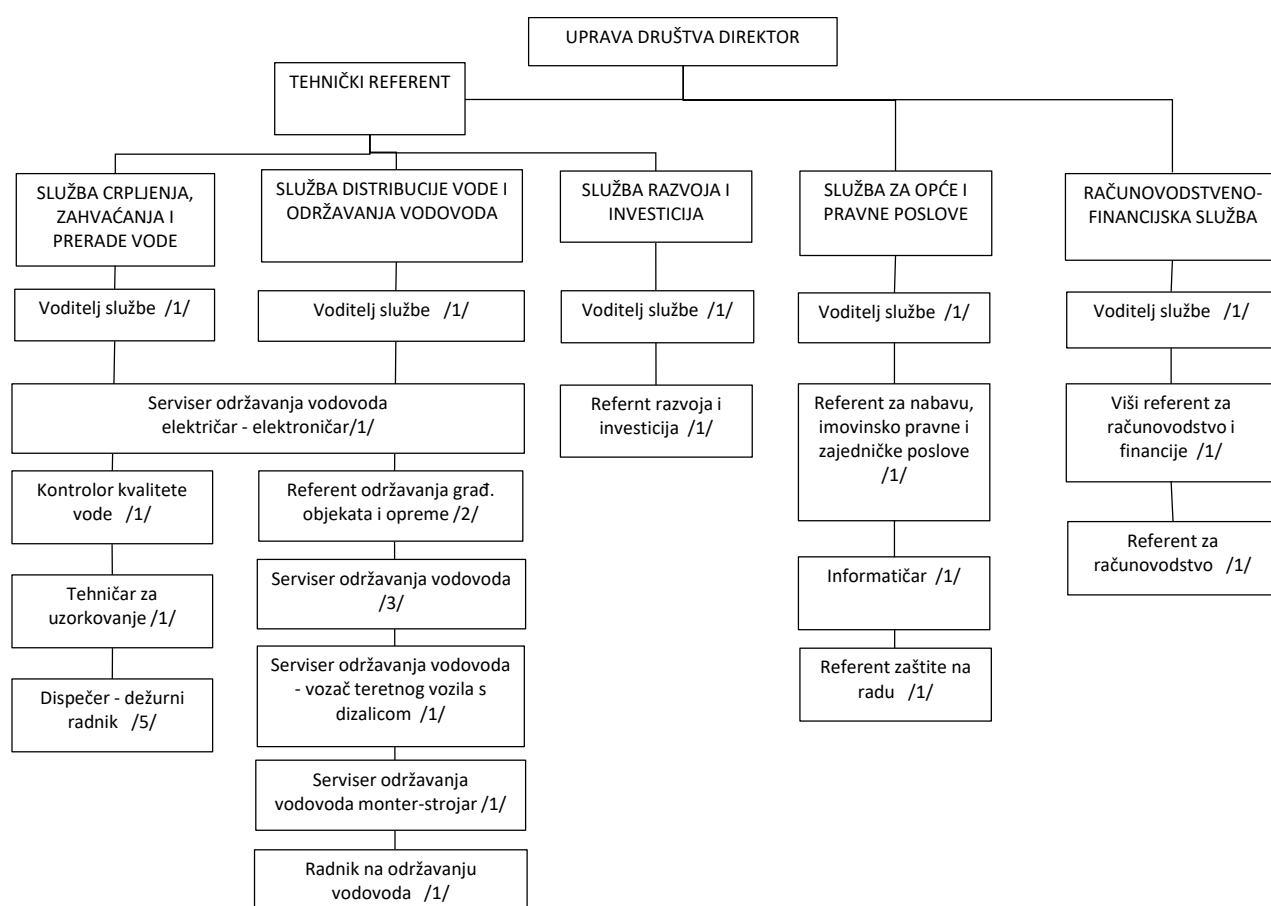 UPRAVA DRUŠTVA DIREKTOR
TEHNIČKI REFERENT
SLUŽBA CRPLJENJA,
ZAHVAĆANJA I
PRERADE VODE
SLUŽBA DISTRIBUCIJE VODE I
ODRŽAVANJA VODOVODA
SLUŽBA RAZVOJA I
INVESTICIJA
SLUŽBA ZA OPĆE I
PRAVNE POSLOVE
RAČUNOVODSTVENO-
FINANCIJSKA SLUŽBA
Voditelj službe /1/
Voditelj službe /1/
Voditelj službe /1/
Voditelj službe /1/
Voditelj službe /1/
Serviser održavanja vodovoda
električar - elektroničar/1/
Refernt razvoja i
investicija /1/
Referent za nabavu,
imovinsko pravne i
zajedničke poslove
/1/
Viši referent za
računovodstvo i
financije /1/
Kontrolor kvalitete
vode /1/
Referent održavanja građ.
objekata i opreme /2/
Referent za
računovodstvo /1/
Tehničar za
uzorkovanje /1/
Serviser održavanja vodovoda
/3/
Informatičar /1/
Dispečer - dežurni
radnik /5/
Serviser održavanja vodovoda
- vozač teretnog vozila s
dizalicom /1/
Referent zaštite na
radu /1/
Serviser održavanja
vodovoda monter-strojar /1/
Radnik na održavanju
vodovoda /1/